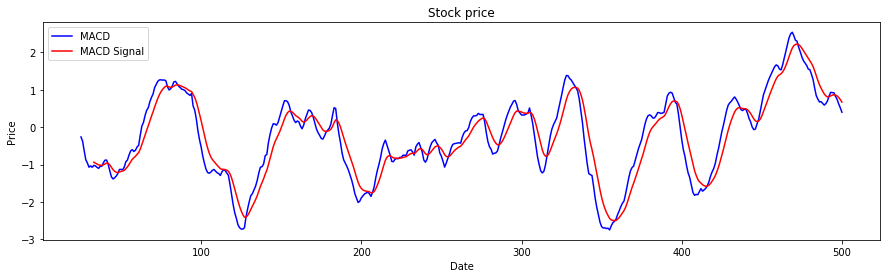 Stock price
MACD
MACD Signal
Price
2
1
0
−1
−2
−3
100
200
300
400
500
Date